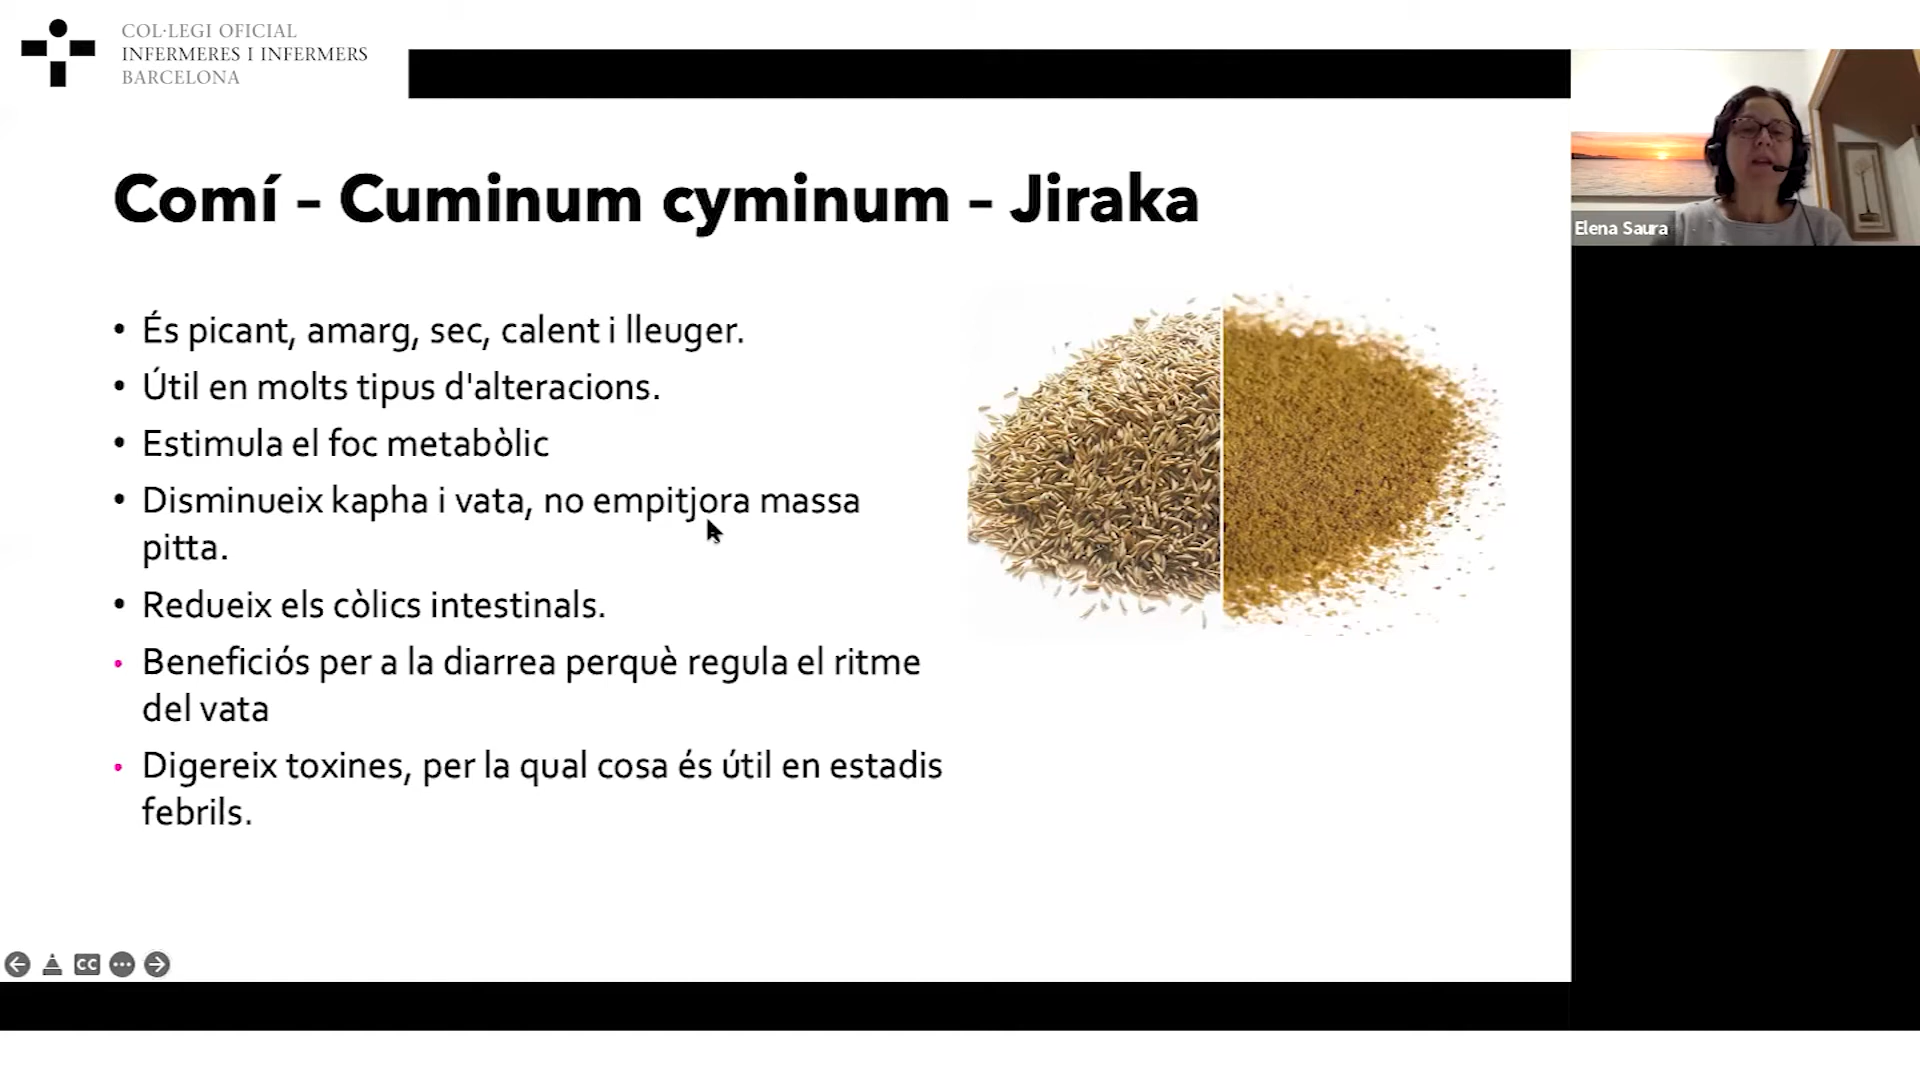 COL·LEGI OFICIAL
INFERMERES I INFERMERS
BARCELONA
Comí - Cuminum cyminum - Jiraka
• És picant, amarg, sec, calent i lleuger.
• Útil en molts tipus d'alteracions.
• Estimula el foc metabòlic
• Disminueix kapha i vata, no empitjora massa
pitta.
• Redueix els còlics intestinals.
• Beneficiós per a la diarrea perquè regula el ritme
del vata
• Digereix toxines, per la qual cosa és útil en estadis
febrils.
Elena Saura
CC